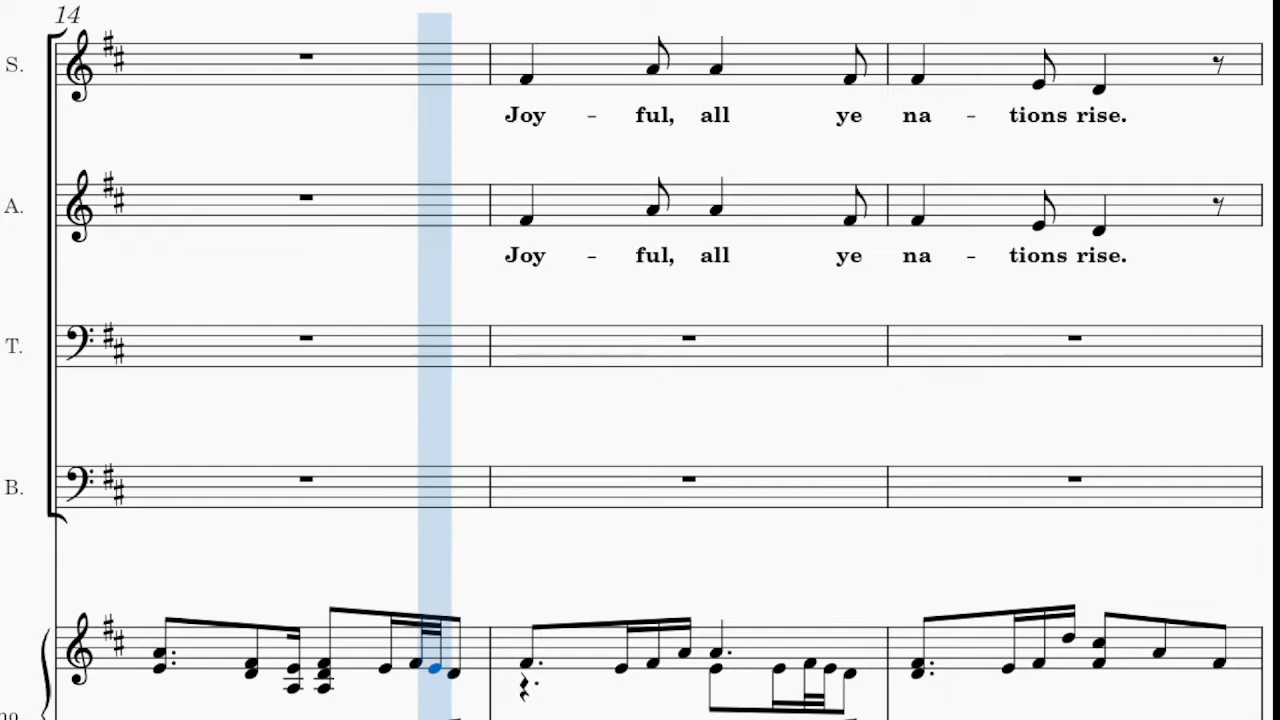 14
S.
Joy - ful, all ye na - tions rise.
A.
Joy - ful, all ye na - tions rise.
T.
B.